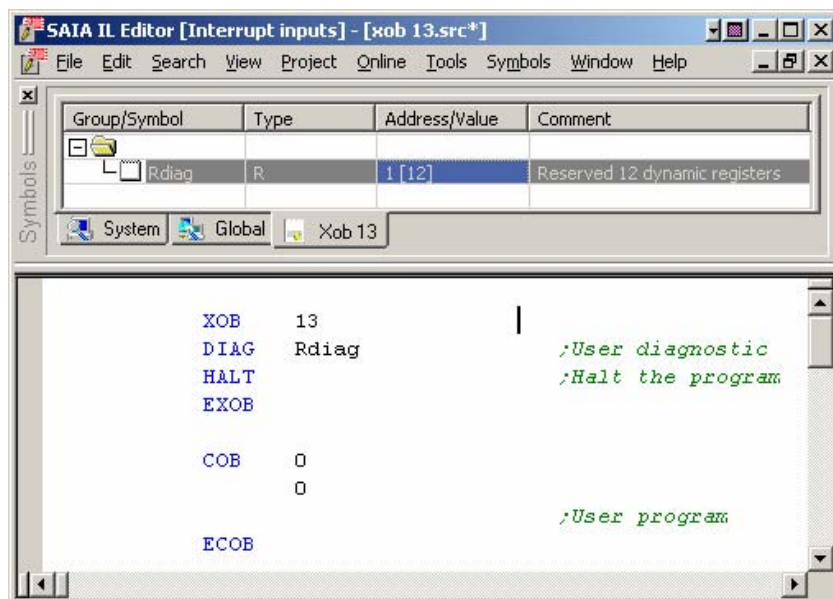 SAIA IL Editor [Interrupt inputs] - [xob 13.src*]
File Edit Search View Project Online Tools Symbols Window Help
Symbols
Group/Symbol Type Address/Value Comment
Rdiag R 1 [12] Reserved 12 dynamic registers
System Global Xob 13
XOB 13
DIAG Rdiag ;User diagnostic
HALT ;Halt the program
EXOB
COB 0
0
;User program
ECOB